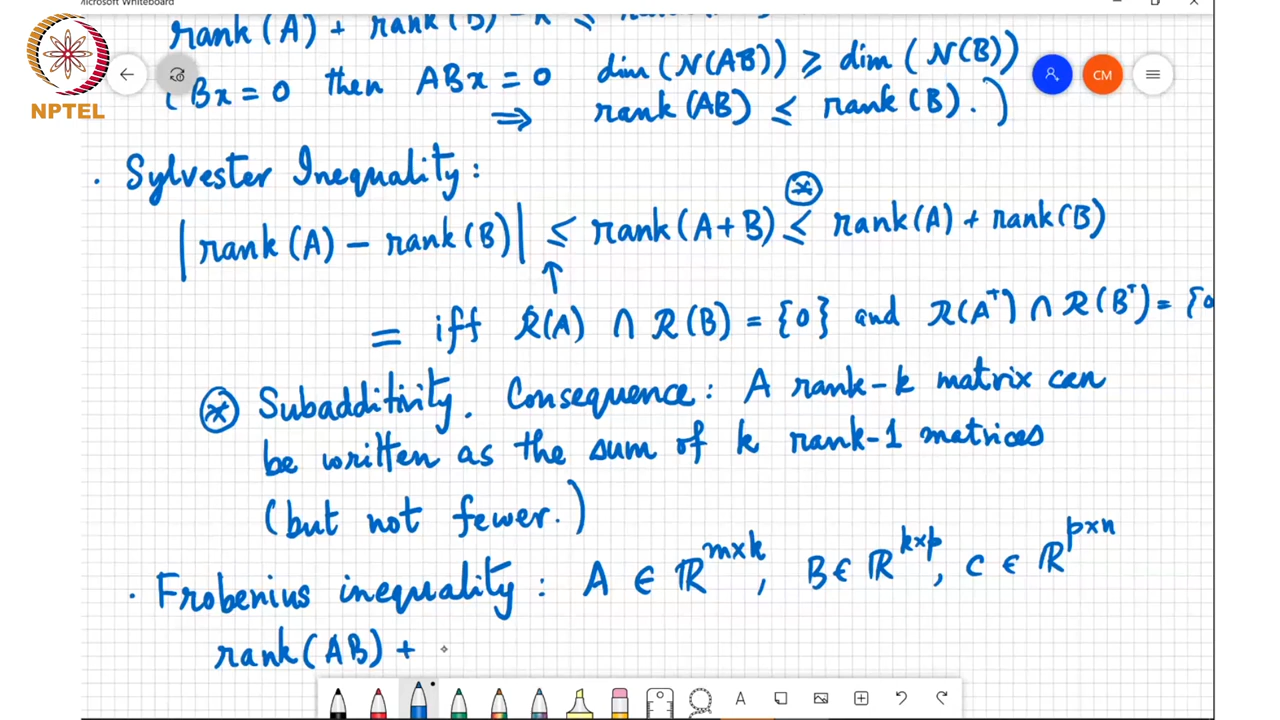 Microsoft Whiteboard
rank(A) + rank(B) - k ≤
(Bx = 0 then ABx = 0 dim(N(AB)) ⩾ dim(N(B))
⇒ rank(AB) ≤ rank(B).)
NPTEL
CM
. Sylvester Inequality:
|rank(A) - rank(B)| ≤ rank(A+B) ≤ rank(A) + rank(B)
= iff R(A) ∩ R(B) = {0} and R(Aᵀ) ∩ R(Bᵀ) = {0
Subadditivity. Consequence: A rank-k matrix can
be written as the sum of k rank-1 matrices
(but not fewer.)
. Frobenius inequality: A ∈ ℝ^{m×k}, B ∈ ℝ^{k×p}, C ∈ ℝ^{p×n}
rank(AB) +
A